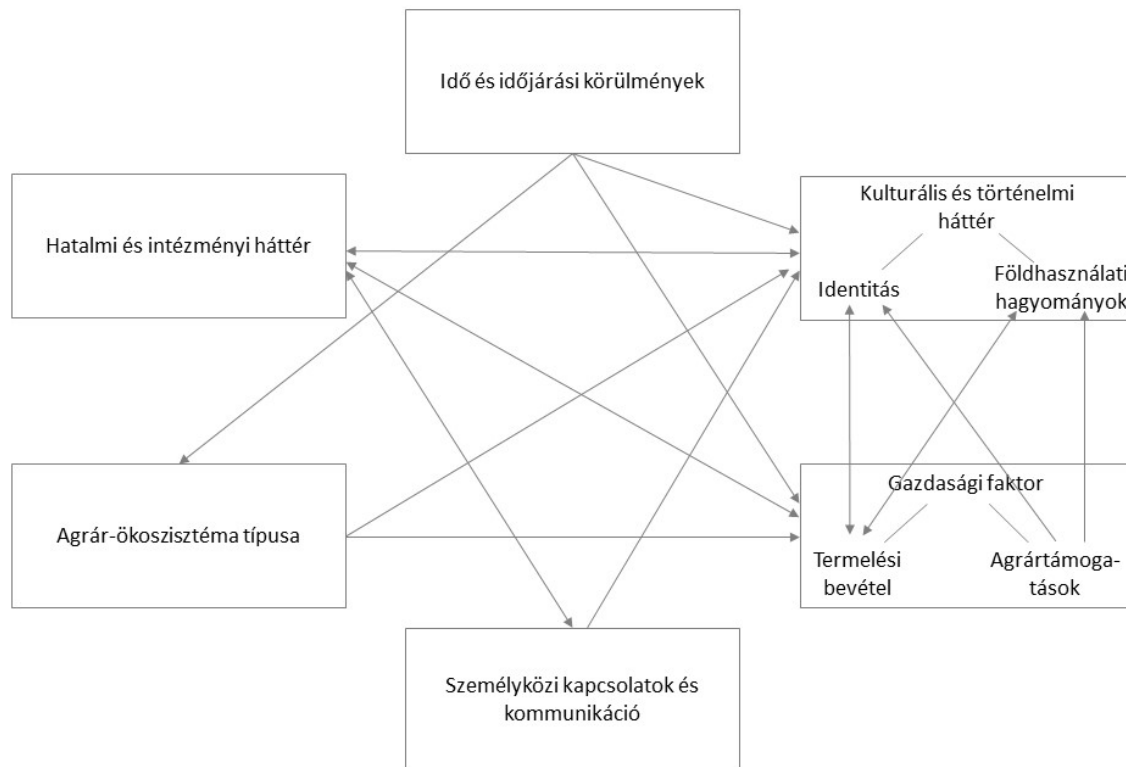 Idő és időjárási körülmények
Hatalmi és intézményi háttér
Kulturális és történelmi
háttér
Identitás
Földhasználati
hagyományok
Agrár-ökoszisztéma típusa
Gazdasági faktor
Termelési
bevétel
Agrártámoga-
tások
Személyközi kapcsolatok és
kommunikáció